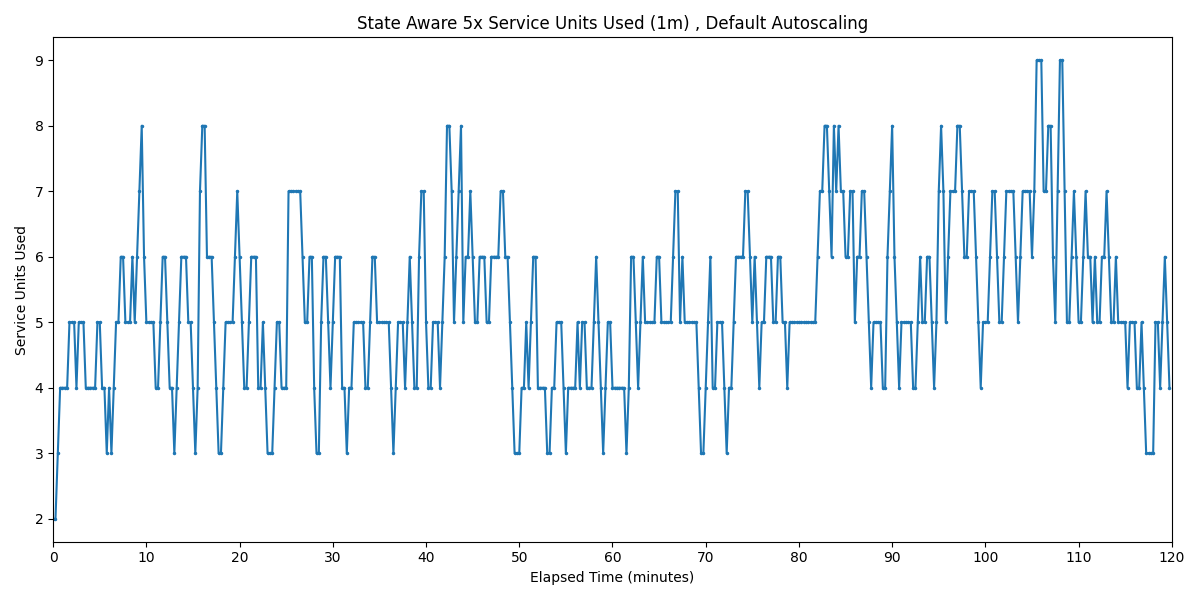 State Aware 5x Service Units Used (1m) , Default Autoscaling
Service Units Used
9
8
7
6
5
4
3
2
0 10 20 30 40 50 60 70 80 90 100 110 120
Elapsed Time (minutes)